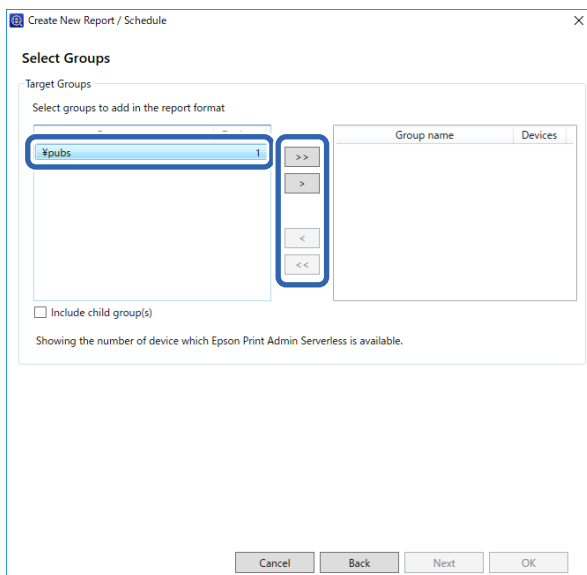 Create New Report / Schedule
Select Groups
Target Groups
Select groups to add in the report format
Group name Devices
¥pubs 1
>>
>
<
<<
Include child group(s)
Showing the number of device which Epson Print Admin Serverless is available.
Cancel Back Next OK